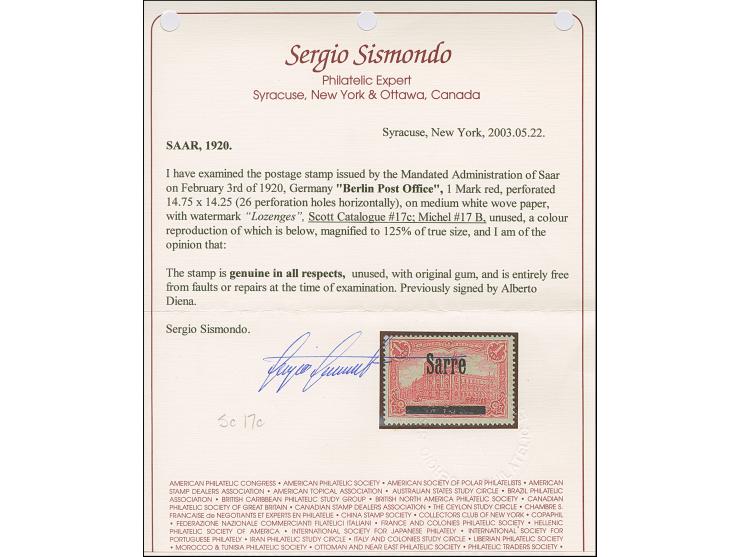 Sergio Sismondo
Philatelic Expert
Syracuse, New York & Ottawa, Canada
Syracuse, New York, 2003.05.22.
SAAR, 1920.
I have examined the postage stamp issued by the Mandated Administration of Saar
on February 3rd of 1920, Germany "Berlin Post Office", 1 Mark red, perforated
14.75 x 14.25 (26 perforation holes horizontally), on medium white wove paper,
with watermark "Lozenges", Scott Catalogue #17c; Michel #17 B, unused, a colour
reproduction of which is below, magnified to 125% of true size, and I am of the
opinion that:
The stamp is genuine in all respects, unused, with original gum, and is entirely free
from faults or repairs at the time of examination. Previously signed by Alberto
Diena.
Sergio Sismondo.
Sarre
Sc 17c
AMERICAN PHILATELIC CONGRESS • AMERICAN PHILATELIC SOCIETY • AMERICAN SOCIETY OF POLAR PHILATELISTS • AMERICAN
STAMP DEALERS ASSOCIATION • AMERICAN TOPICAL ASSOCIATION • AUSTRALIAN STATES STUDY CIRCLE • BRAZIL PHILATELIC
ASSOCIATION • BRITISH CARIBBEAN PHILATELIC STUDY GROUP • BRITISH NORTH AMERICA PHILATELIC SOCIETY • CANADIAN
PHILATELIC SOCIETY OF GREAT BRITAIN • CANADIAN STAMP DEALERS ASSOCIATION • THE CEYLON STUDY CIRCLE • CHAMBRE S.
FRANCAISE de NEGOTIANTS ET EXPERTS EN PHILATELIE • CHINA STAMP SOCIETY • COLLECTORS CLUB OF NEW YORK • COPAPHIL
• FEDERAZIONE NAZIONALE COMMERCIANTI FILATELICI ITALIANI • FRANCE AND COLONIES PHILATELIC SOCIETY • HELLENIC
PHILATELIC SOCIETY OF AMERICA • INTERNATIONAL SOCIETY FOR JAPANESE PHILATELY • INTERNATIONAL SOCIETY FOR
PORTUGUESE PHILATELY • IRAN PHILATELIC STUDY CIRCLE • ITALY AND COLONIES STUDY CIRCLE • LIBERIAN PHILATELIC SOCIETY
• MOROCCO & TUNISIA PHILATELIC SOCIETY • OTTOMAN AND NEAR EAST PHILATELIC SOCIETY • PHILATELIC TRADERS SOCIETY •